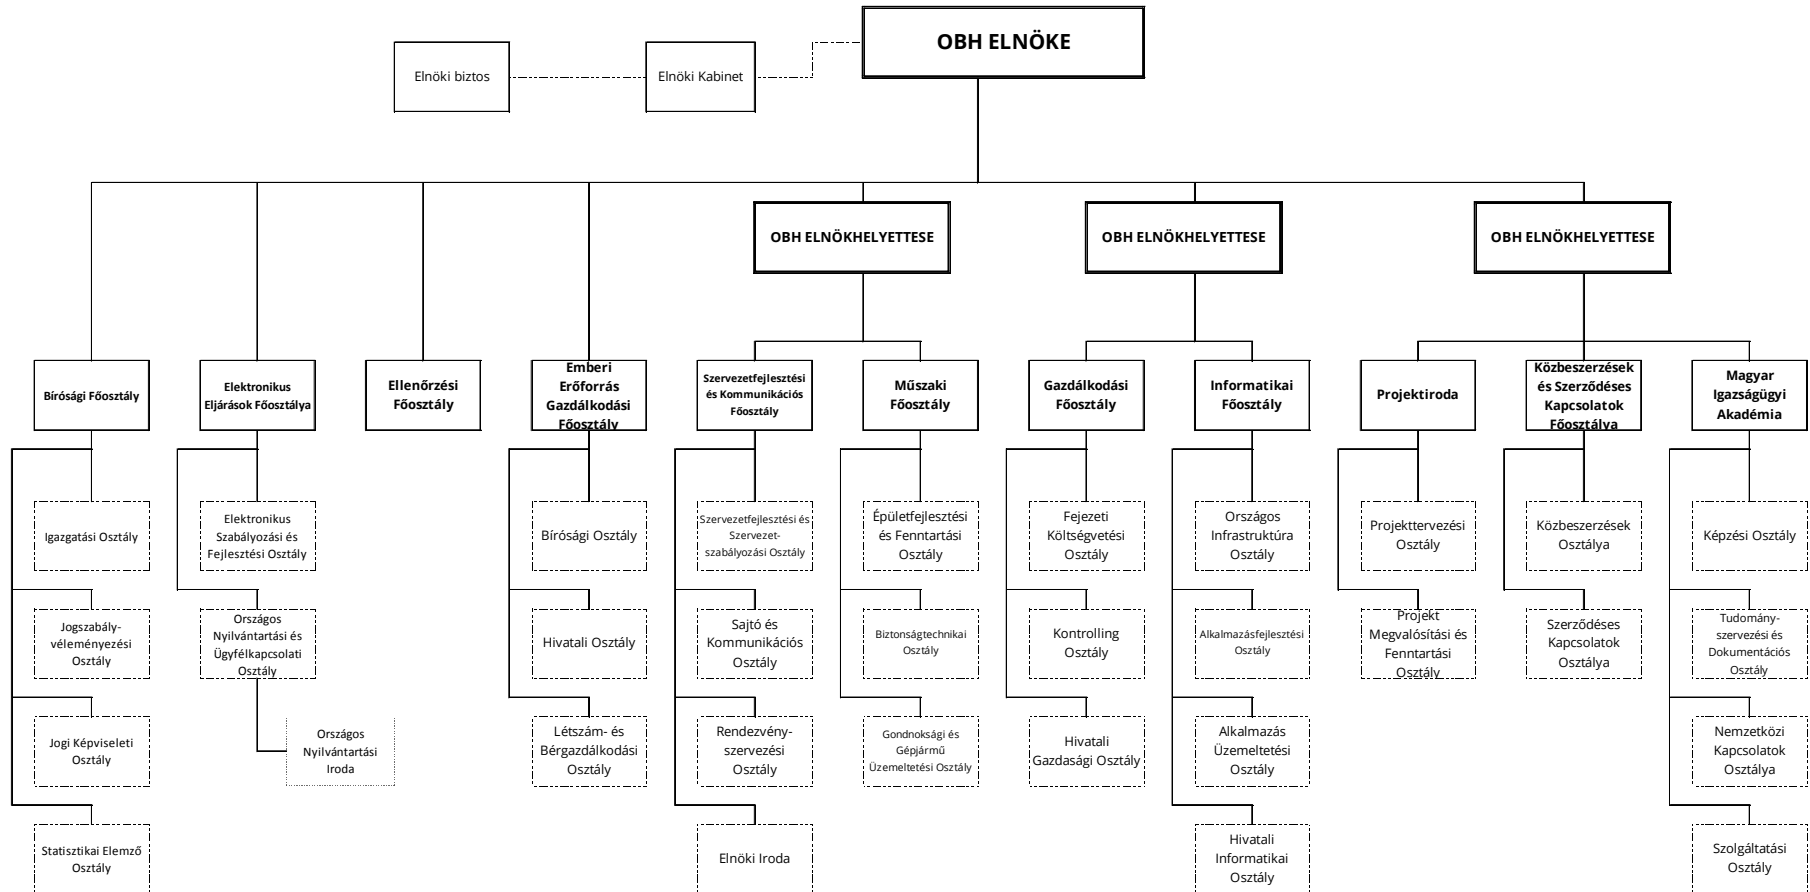 OBH ELNÖKE
Elnöki biztos
Elnöki Kabinet
OBH ELNÖKHELYETTESE
OBH ELNÖKHELYETTESE
OBH ELNÖKHELYETTESE
Bírósági Főosztály
Elektronikus
Eljárások Főosztálya
Ellenőrzési
Főosztály
Emberi
Erőforrás
Gazdálkodási
Főosztály
Szervezetfejlesztési
és Kommunikációs
Főosztály
Műszaki
Főosztály
Gazdálkodási
Főosztály
Informatikai
Főosztály
Projektiroda
Közbeszerzések
és Szerződéses
Kapcsolatok
Főosztálya
Magyar
Igazságügyi
Akadémia
Igazgatási Osztály
Elektronikus
Szabályozási és
Fejlesztési Osztály
Bírósági Osztály
Szervezetfejlesztési és
Szervezet-
szabályozási Osztály
Épületfejlesztési
és Fenntartási
Osztály
Fejezeti
Költségvetési
Osztály
Országos
Infrastruktúra
Osztály
Projekttervezési
Osztály
Közbeszerzések
Osztálya
Képzési Osztály
Jogszabály-
véleményezési
Osztály
Országos
Nyilvántartási és
Ügyfélkapcsolati
Osztály
Hivatali Osztály
Sajtó és
Kommunikációs
Osztály
Biztonságtechnikai
Osztály
Kontrolling
Osztály
Alkalmazásfejlesztési
Osztály
Projekt
Megvalósítási és
Fenntartási
Osztály
Szerződéses
Kapcsolatok
Osztálya
Tudomány-
szervezési és
Dokumentációs
Osztály
Jogi Képviseleti
Osztály
Országos
Nyilvántartási
Iroda
Létszám- és
Bérgazdálkodási
Osztály
Rendezvény-
szervezési
Osztály
Gondnoksági és
Gépjármű
Üzemeltetési Osztály
Hivatali
Gazdasági Osztály
Alkalmazás
Üzemeltetési
Osztály
Nemzetközi
Kapcsolatok
Osztálya
Statisztikai Elemző
Osztály
Elnöki Iroda
Hivatali
Informatikai
Osztály
Szolgáltatási
Osztály